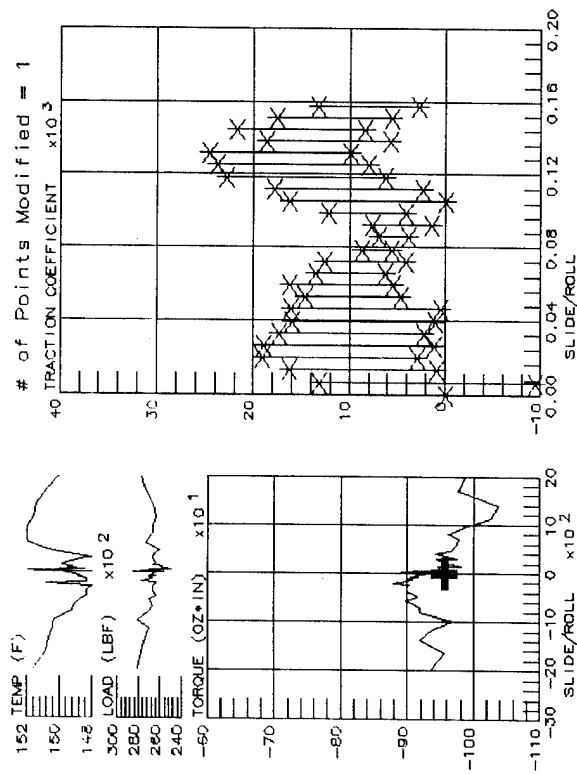 # of Points Modified = 1
TEMP (F)
152
150
148
LOAD (LBF) x10^2
300
280
260
240
TORQUE (OZ*IN) x10^1
-60
-70
-80
-90
-100
-30 -20 -10 0 10 20
SLIDE/ROLL x10^2
TRACTION COEFFICIENT x10^3
40
30
20
10
0
-10
0.00 0.04 0.08 0.12 0.16 0.20
SLIDE/ROLL